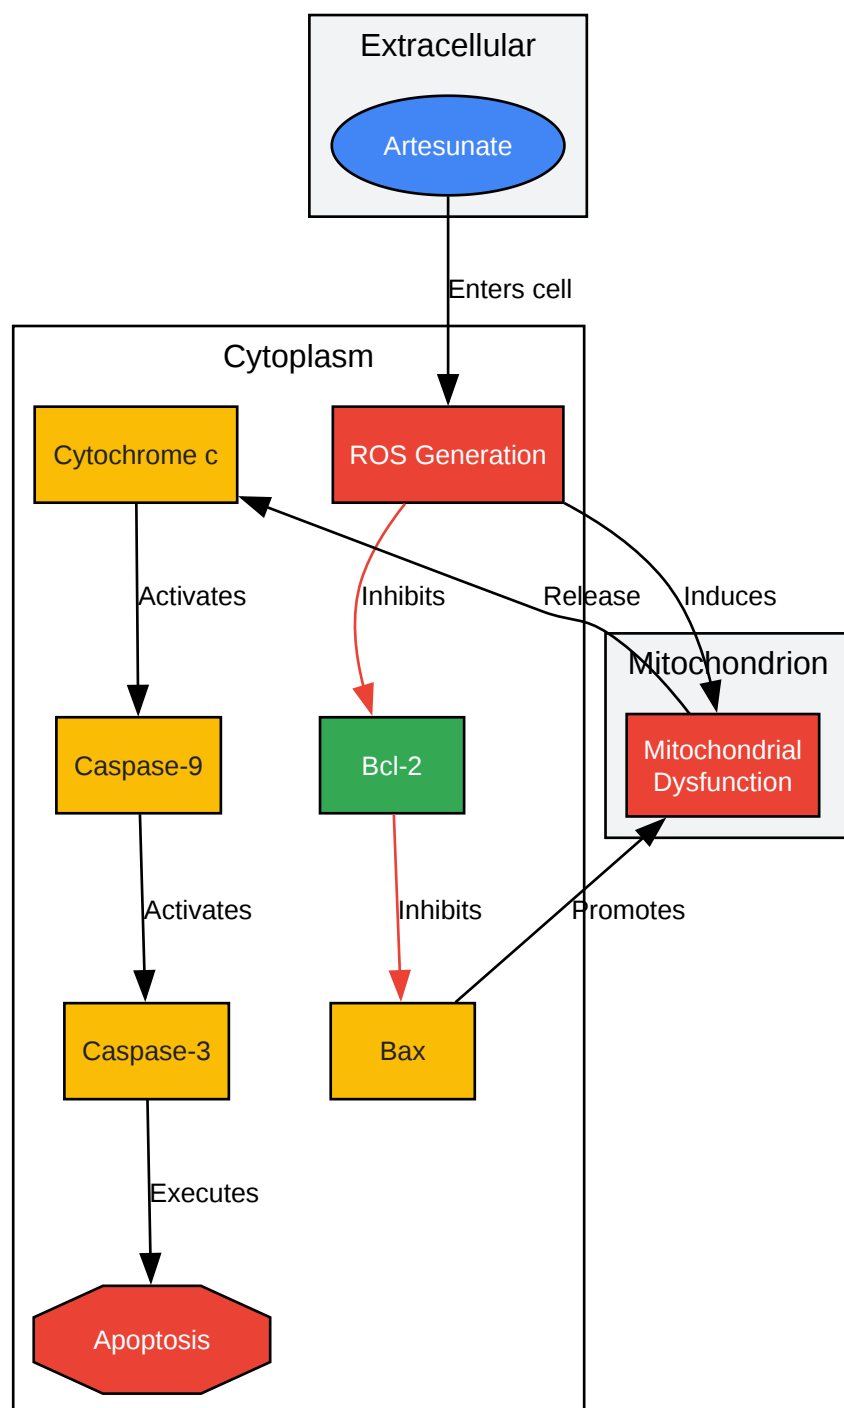 Extracellular
Artesunate
Enters cell
Cytoplasm
Cytochrome c
ROS Generation
Activates
Inhibits
Release
Induces
Mitochondrion
Caspase-9
Bcl-2
Mitochondrial
Dysfunction
Activates
Inhibits
Promotes
Caspase-3
Bax
Executes
Apoptosis